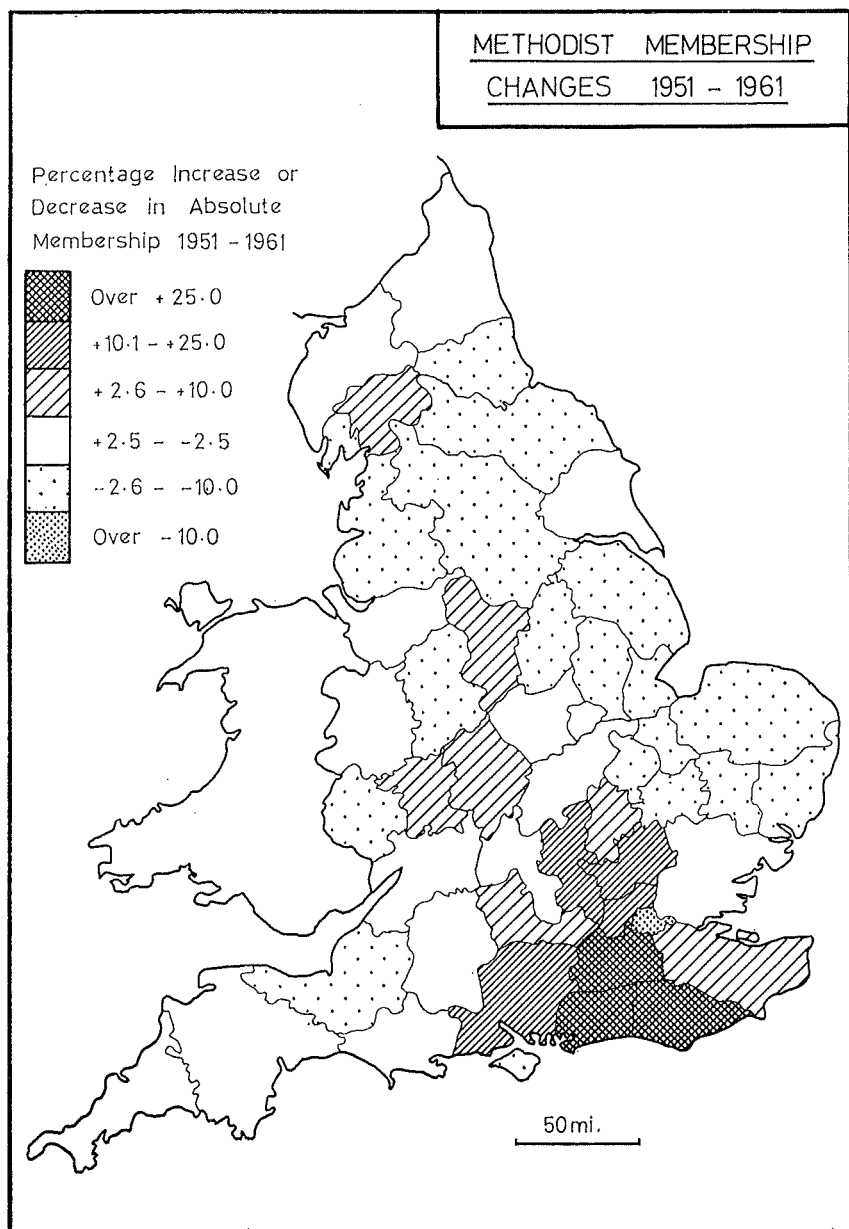 METHODIST MEMBERSHIP
CHANGES 1951 - 1961
Percentage Increase or
Decrease in Absolute
Membership 1951 - 1961
Over + 25.0
+10.1 - +25.0
+ 2.6 - +10.0
+2.5 - -2.5
-2.6 - -10.0
Over -10.0
50 mi.